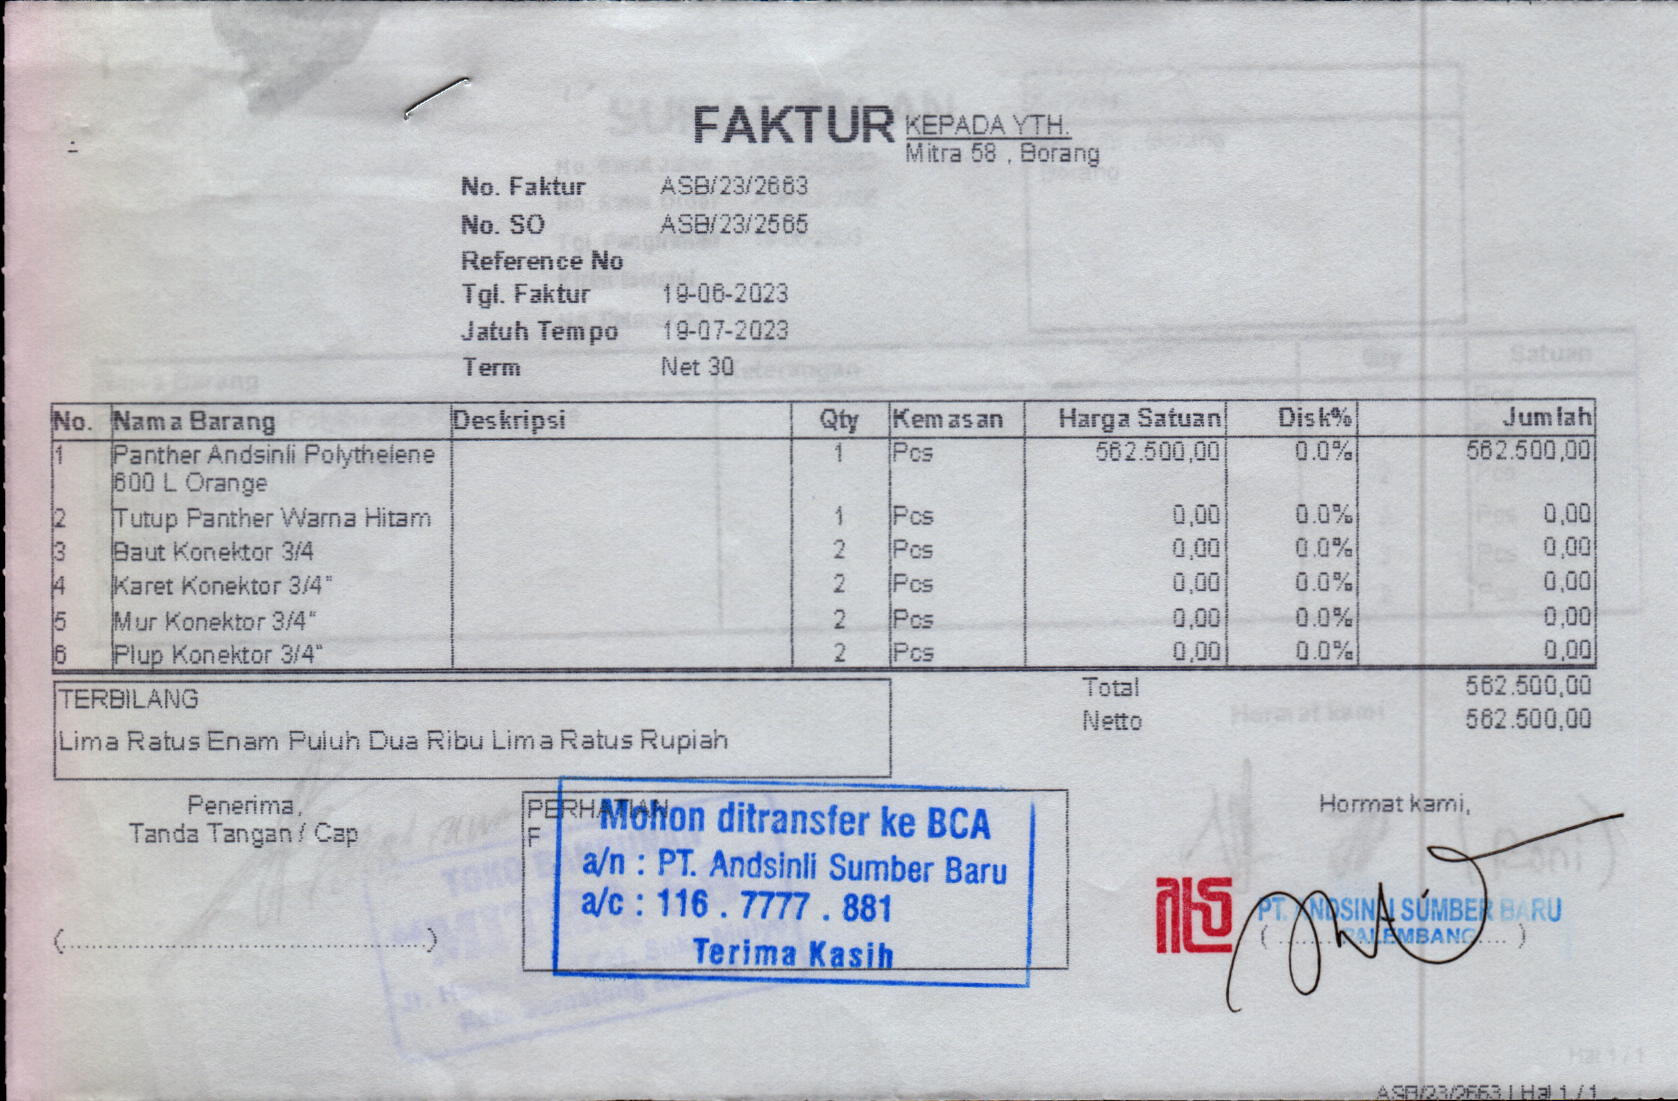 FAKTUR
KEPADA YTH.
Mitra 58 , Borang
No. Faktur ASB/23/2663
No. SO ASB/23/2565
Reference No
Tgl. Faktur 19-06-2023
Jatuh Tempo 19-07-2023
Term Net 30
No. Nama Barang Deskripsi Qty Kemasan Harga Satuan Disk% Jumlah
1 Panther Andsinli Polythelene 1 Pcs 562.500,00 0.0% 562.500,00
600 L Orange
2 Tutup Panther Warna Hitam 1 Pcs 0,00 0.0% 0,00
3 Baut Konektor 3/4 2 Pcs 0,00 0.0% 0,00
4 Karet Konektor 3/4" 2 Pcs 0,00 0.0% 0,00
5 Mur Konektor 3/4" 2 Pcs 0,00 0.0% 0,00
6 Plup Konektor 3/4" 2 Pcs 0,00 0.0% 0,00
Total 562.500,00
Netto 562.500,00
TERBILANG
Lima Ratus Enam Puluh Dua Ribu Lima Ratus Rupiah
Penerima,
Tanda Tangan / Cap
PERHATIAN
F
Mohon ditransfer ke BCA
a/n : PT. Andsinli Sumber Baru
a/c : 116 . 7777 . 881
Terima Kasih
Hormat kami,
PT. ANDSINLI SUMBER BARU
PALEMBANG
ASB/23/2663 | Hal 1 / 1